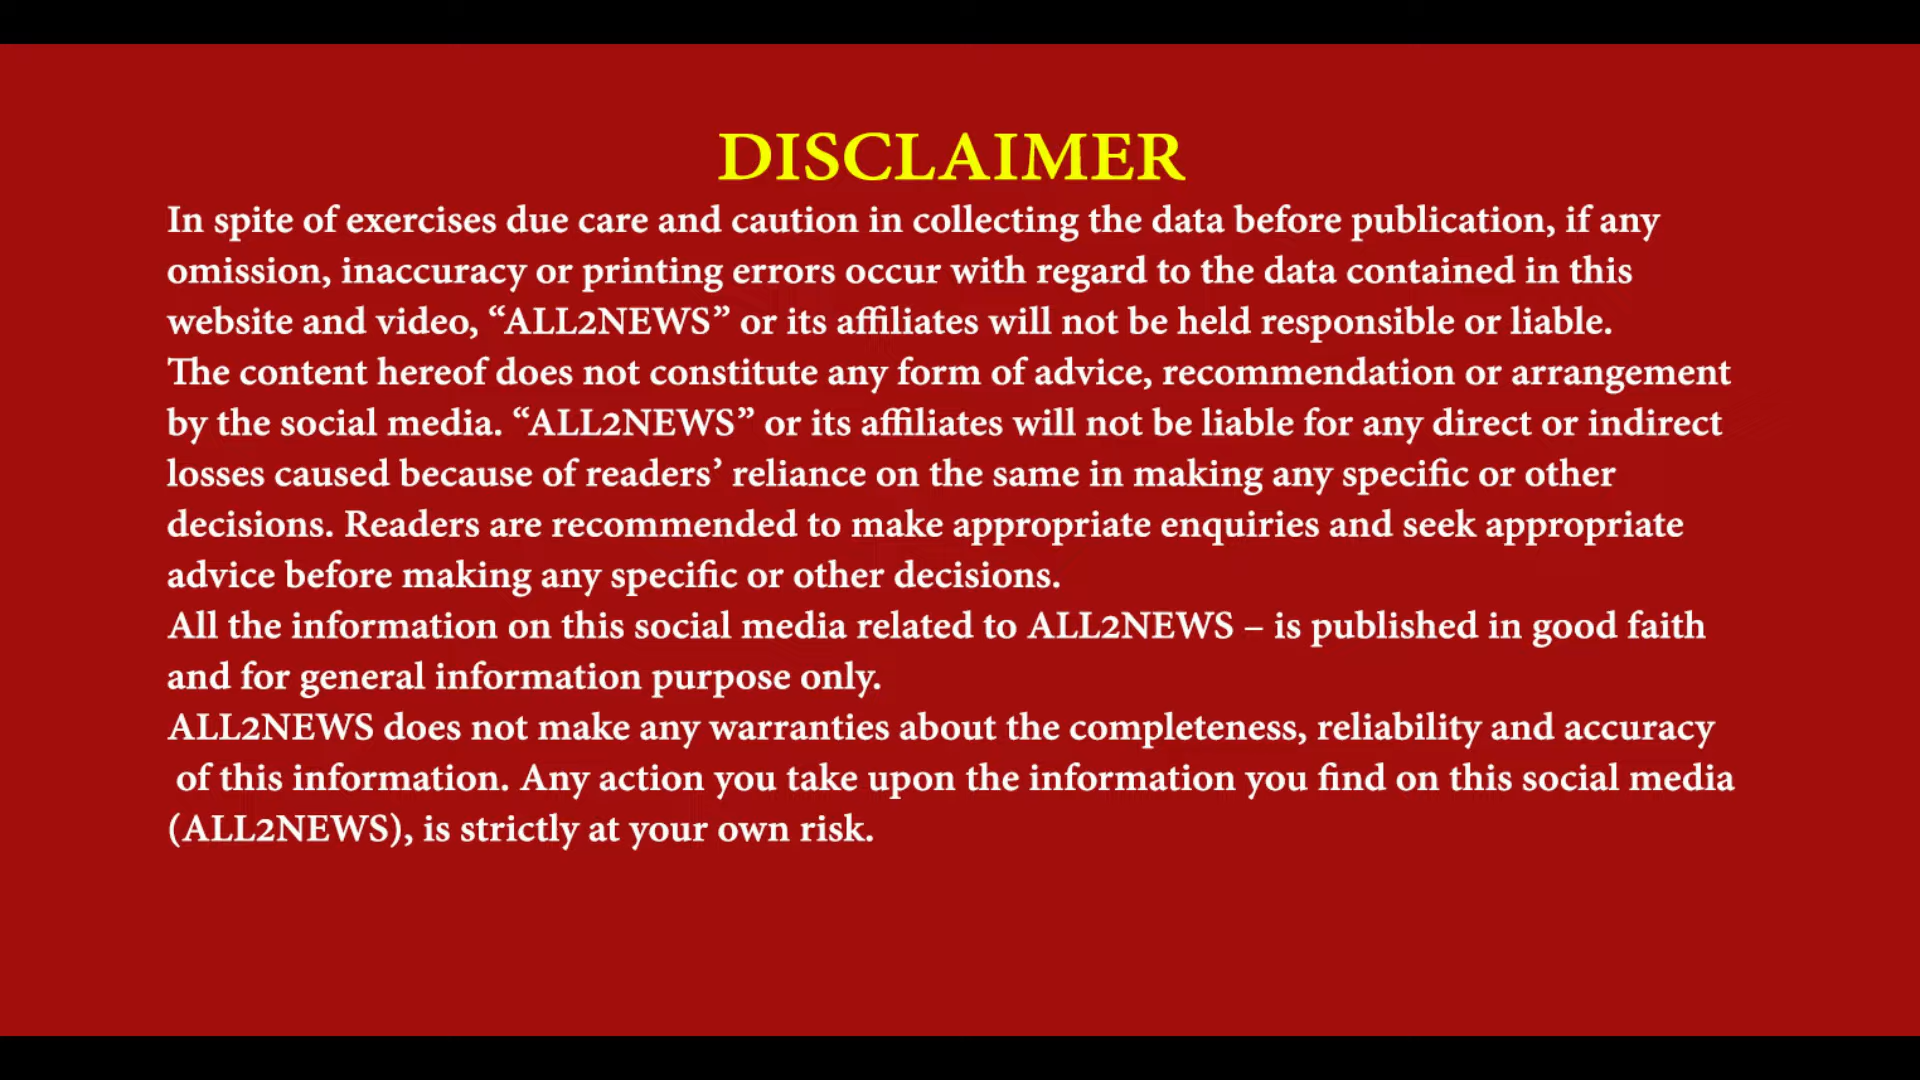 DISCLAIMER
In spite of exercises due care and caution in collecting the data before publication, if any
omission, inaccuracy or printing errors occur with regard to the data contained in this
website and video, “ALL2NEWS” or its affiliates will not be held responsible or liable.
The content hereof does not constitute any form of advice, recommendation or arrangement
by the social media. “ALL2NEWS” or its affiliates will not be liable for any direct or indirect
losses caused because of readers’ reliance on the same in making any specific or other
decisions. Readers are recommended to make appropriate enquiries and seek appropriate
advice before making any specific or other decisions.
All the information on this social media related to ALL2NEWS – is published in good faith
and for general information purpose only.
ALL2NEWS does not make any warranties about the completeness, reliability and accuracy
of this information. Any action you take upon the information you find on this social media
(ALL2NEWS), is strictly at your own risk.